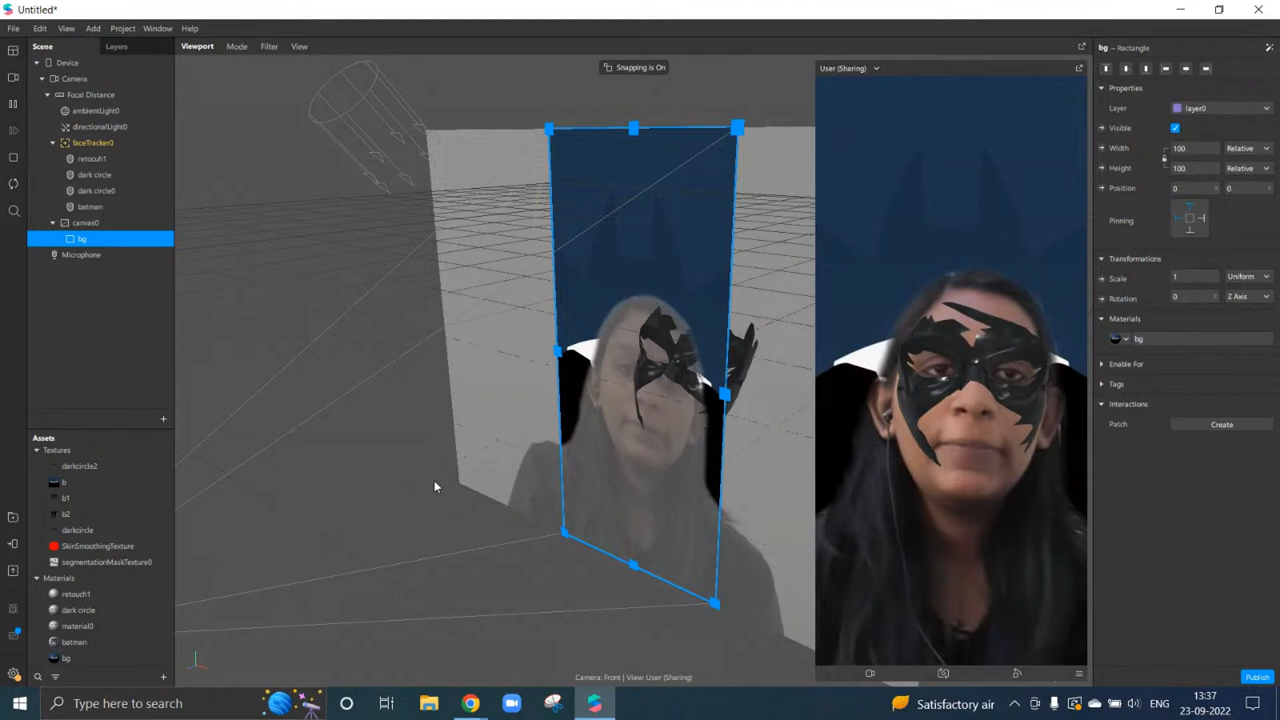 Untitled*
File Edit View Add Project Window Help
Scene Layers
Device
Camera
Focal Distance
ambientLight0
directionalLight0
faceTracker0
retocuh1
dark circle
dark circle0
batman
canvas0
bg
Microphone
Assets
Textures
darkcircle2
b
b1
b2
darkcircle
SkinSmoothingTexture
segmentationMaskTexture0
Materials
retouch1
dark circle
material0
batman
bg
Viewport Mode Filter View
Snapping is On
User (Sharing)
Camera: Front | View: User (Sharing)
bg – Rectangle
Properties
Layer layer0
Visible
Width 100 Relative
Height 100 Relative
Position 0 X 0 Y
Pinning
Transformations
Scale 1 Uniform
Rotation 0 Z Axis
Materials
bg
Enable For
Tags
Interactions
Patch Create
Publish
Type here to search
Satisfactory air
ENG
13:37
23-09-2022